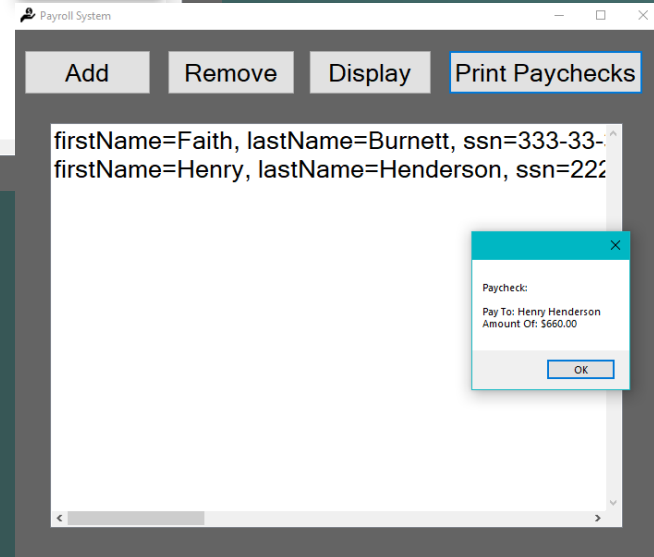 Payroll System
Add Remove Display Print Paychecks
firstName=Faith, lastName=Burnett, ssn=333-33-
firstName=Henry, lastName=Henderson, ssn=222
Paycheck:
Pay To: Henry Henderson
Amount Of: $660.00
OK